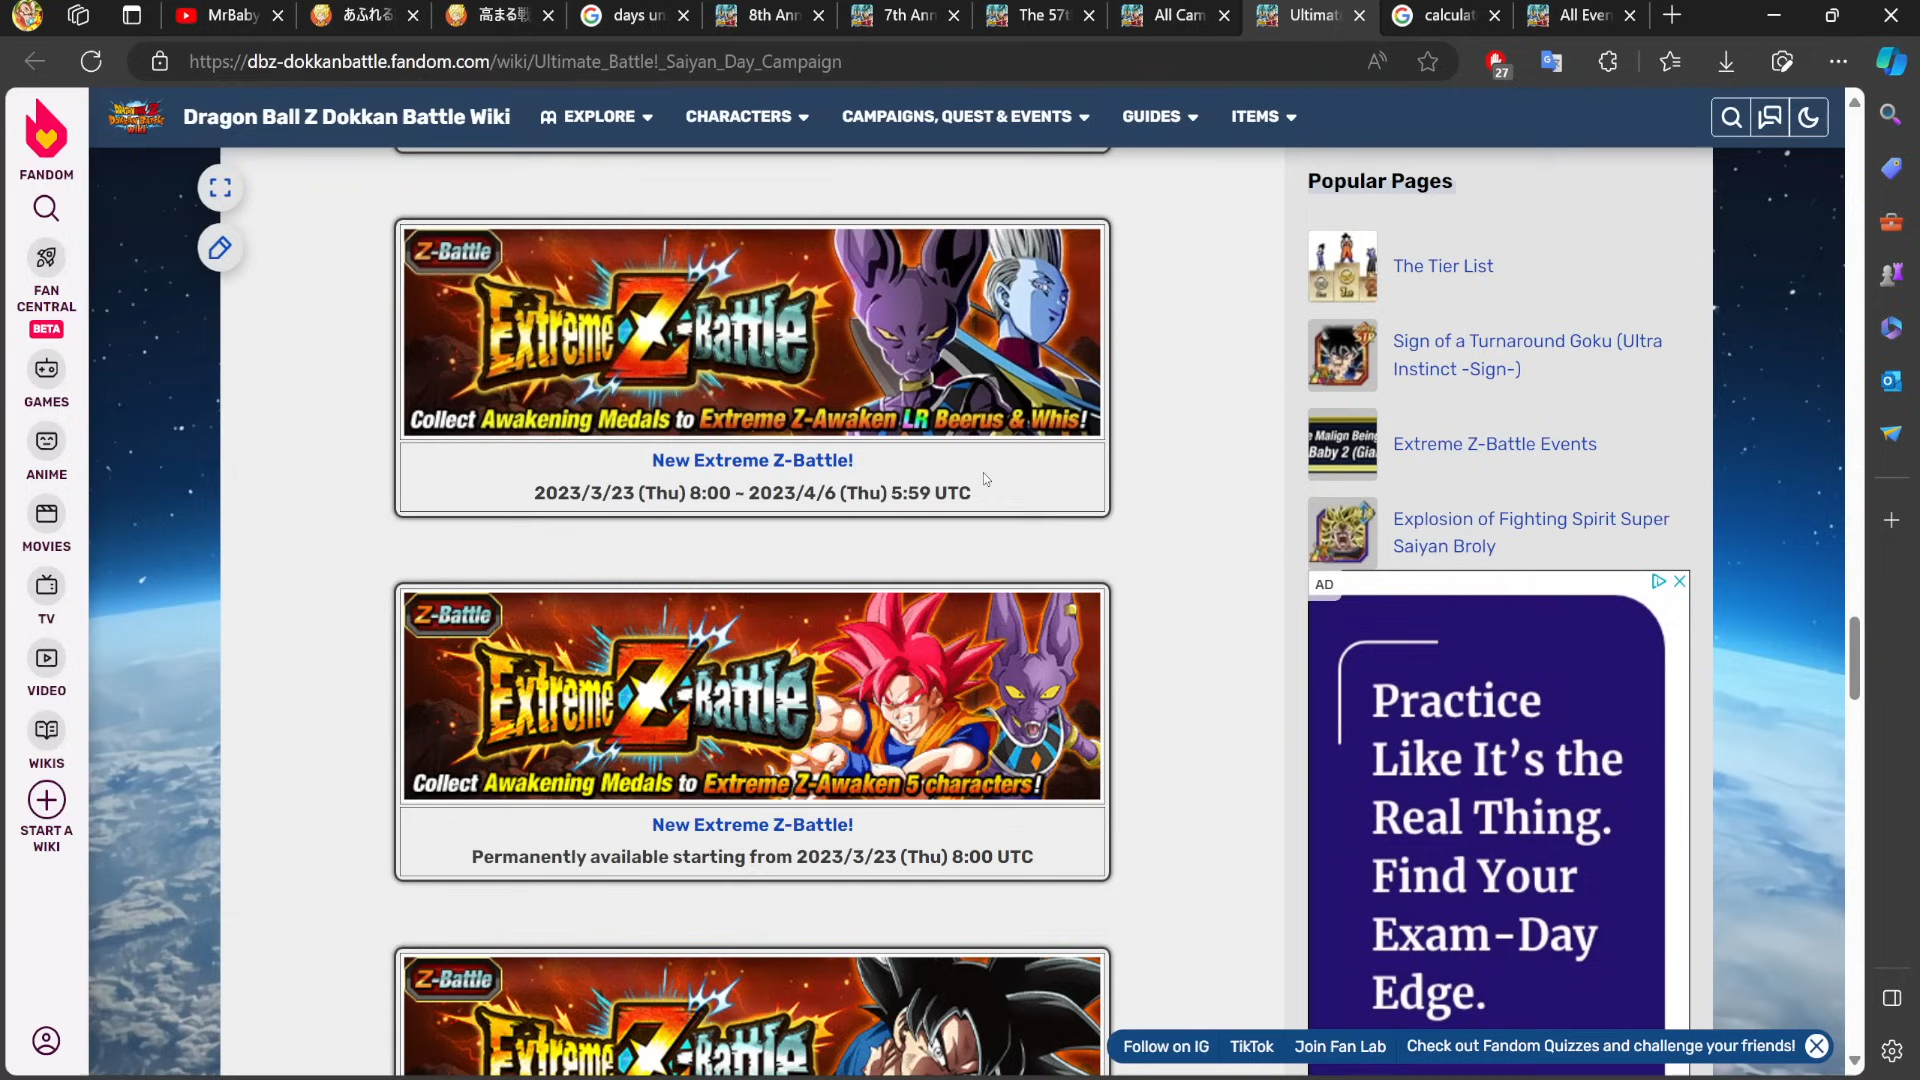 MrBaby
あふれる
高まる戦
days un
8th Ann
7th Ann
The 57t
All Cam
Ultimat
calculat
All Even
https://dbz-dokkanbattle.fandom.com/wiki/Ultimate_Battle!_Saiyan_Day_Campaign
27
Dragon Ball Z Dokkan Battle Wiki
EXPLORE
CHARACTERS
CAMPAIGNS, QUEST & EVENTS
GUIDES
ITEMS
FANDOM
FAN
CENTRAL
BETA
GAMES
ANIME
MOVIES
TV
VIDEO
WIKIS
START A
WIKI
Z-Battle
Extreme Z-Battle
Collect Awakening Medals to Extreme Z-Awaken LR Beerus & Whis!
New Extreme Z-Battle!
2023/3/23 (Thu) 8:00 ~ 2023/4/6 (Thu) 5:59 UTC
Z-Battle
Extreme Z-Battle
Collect Awakening Medals to Extreme Z-Awaken 5 characters!
New Extreme Z-Battle!
Permanently available starting from 2023/3/23 (Thu) 8:00 UTC
Z-Battle
Extreme Z-Battle
Popular Pages
The Tier List
Sign of a Turnaround Goku (Ultra
Instinct -Sign-)
Extreme Z-Battle Events
Explosion of Fighting Spirit Super
Saiyan Broly
AD
Practice
Like It's the
Real Thing.
Find Your
Exam-Day
Edge.
Follow on IG
TikTok
Join Fan Lab
Check out Fandom Quizzes and challenge your friends!